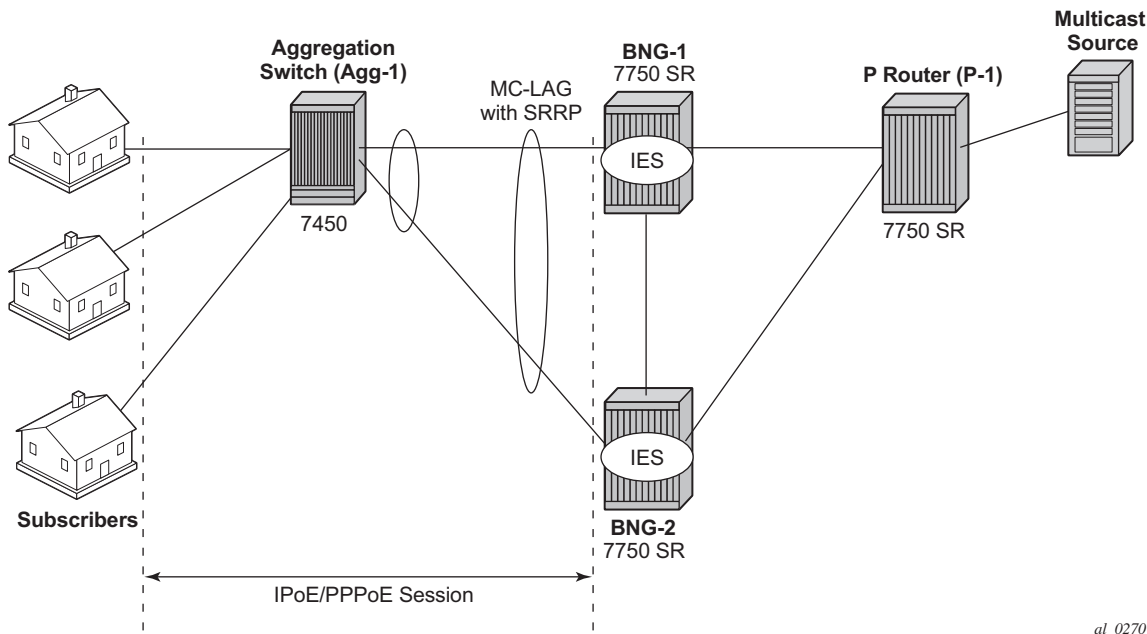 Aggregation
Switch (Agg-1)
7450
MC-LAG
with SRRP
BNG-1
7750 SR
IES
P Router (P-1)
7750 SR
Multicast
Source
IES
BNG-2
7750 SR
Subscribers
IPoE/PPPoE Session
al_0270